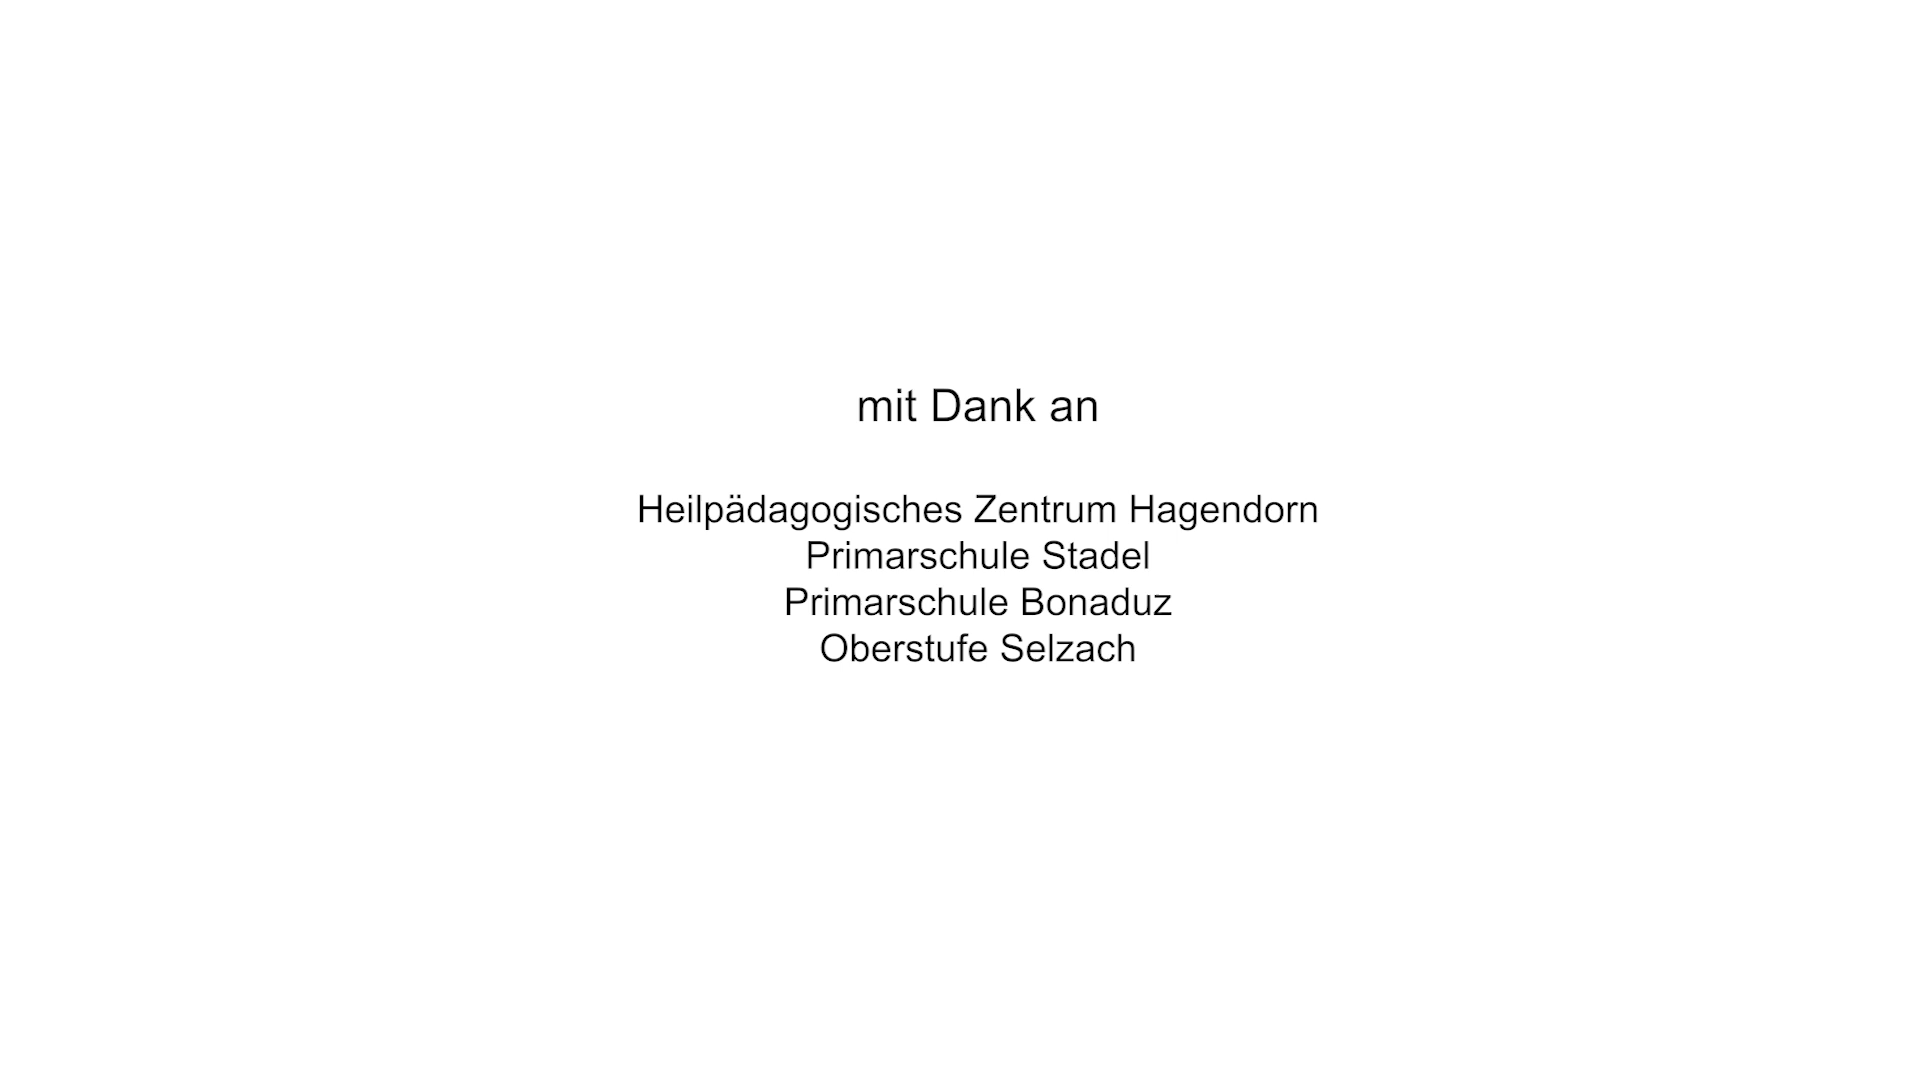 mit Dank an
Heilpädagogisches Zentrum Hagendorn
Primarschule Stadel
Primarschule Bonaduz
Oberstufe Selzach